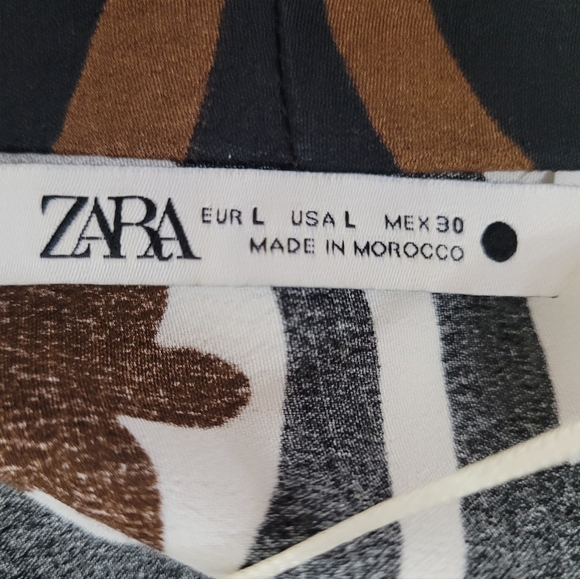 ZARA
EUR L USA L MEX 30
MADE IN MOROCCO